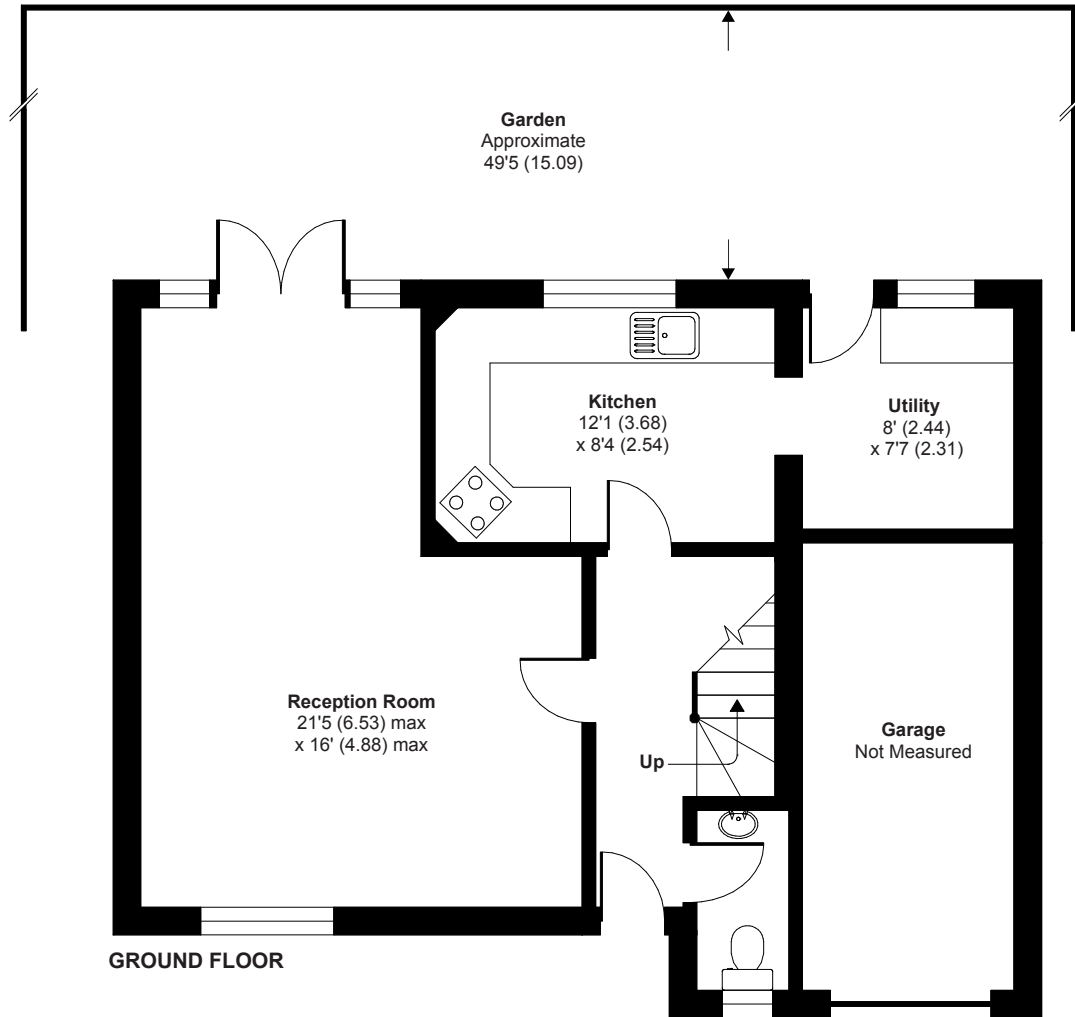 Garden
Approximate
49'5 (15.09)
Kitchen
12'1 (3.68)
x 8'4 (2.54)
Utility
8' (2.44)
x 7'7 (2.31)
Reception Room
21'5 (6.53) max
x 16' (4.88) max
Up
Garage
Not Measured
GROUND FLOOR